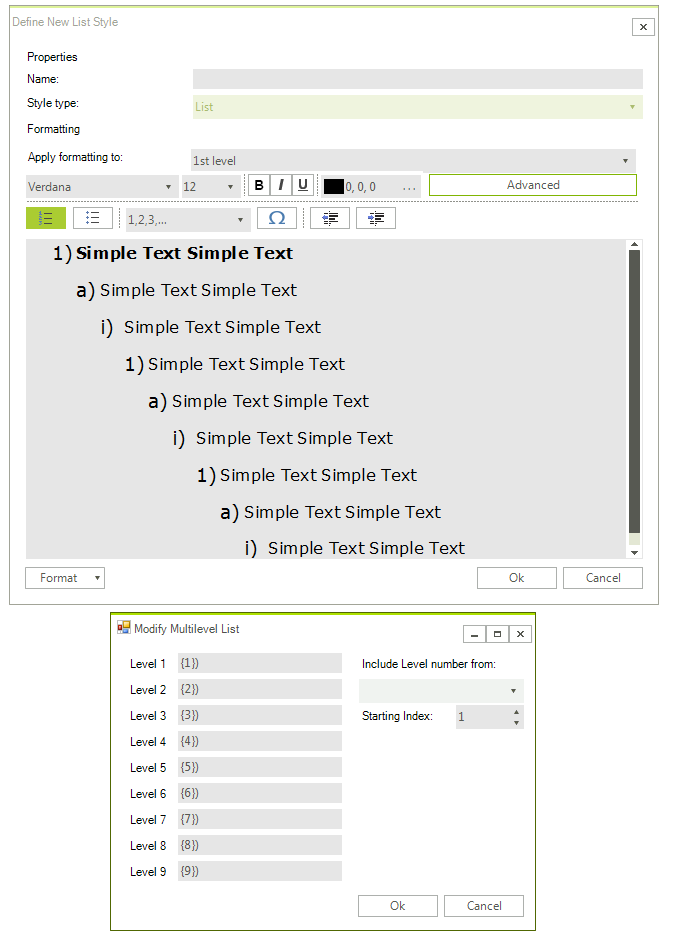 Define New List Style
Properties
Name:
Style type:
List
Formatting
Apply formatting to:
1st level
Verdana
12
B I U
0, 0, 0 ...
Advanced
1,2,3,...
Ω
1) Simple Text Simple Text
a) Simple Text Simple Text
i) Simple Text Simple Text
1) Simple Text Simple Text
a) Simple Text Simple Text
i) Simple Text Simple Text
1) Simple Text Simple Text
a) Simple Text Simple Text
i) Simple Text Simple Text
Format
Ok
Cancel
Modify Multilevel List
Level 1 {1})
Level 2 {2})
Level 3 {3})
Level 4 {4})
Level 5 {5})
Level 6 {6})
Level 7 {7})
Level 8 {8})
Level 9 {9})
Include Level number from:
Starting Index: 1
Ok
Cancel